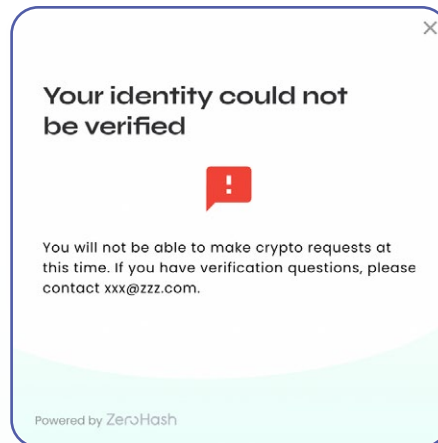 Your identity could not
be verified
!
You will not be able to make crypto requests at
this time. If you have verification questions, please
contact xxx@zzz.com.
Powered by ZeroHash